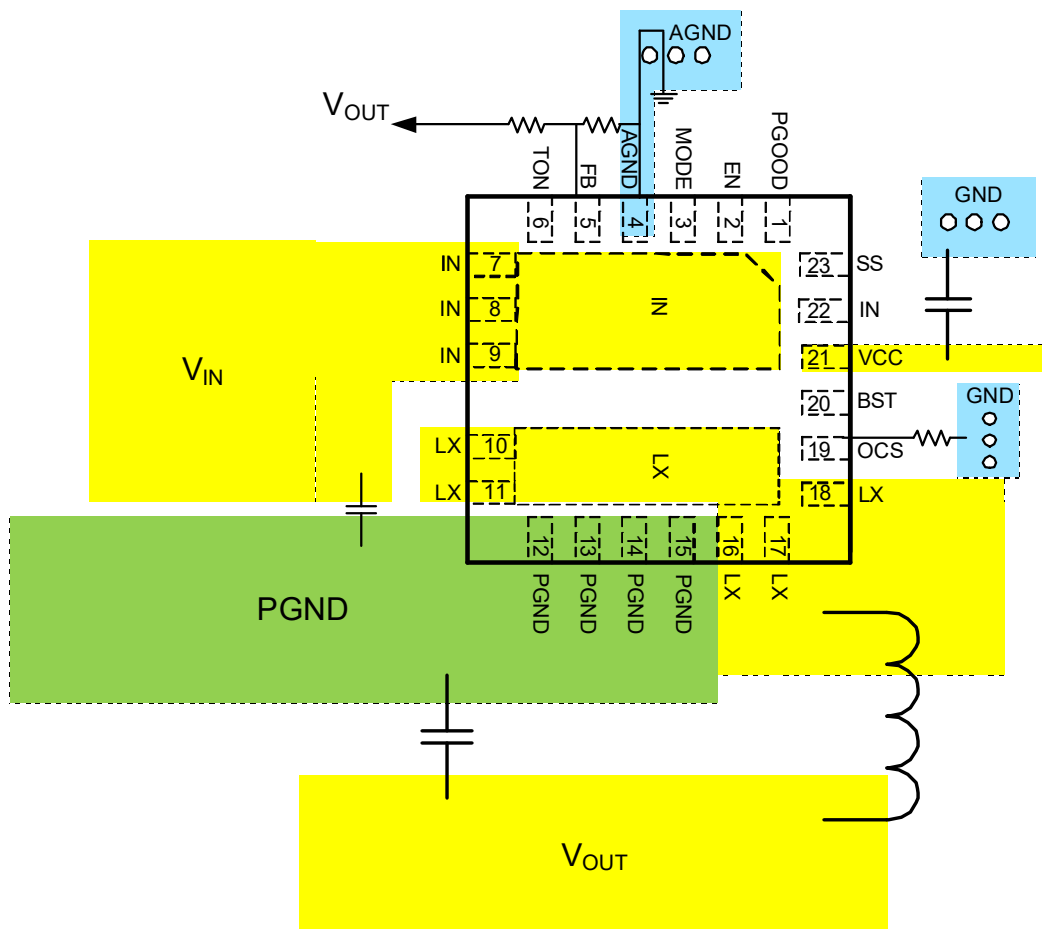 AGND
VOUT
TON
FB
AGND
MODE
EN
PGOOD
6
5
4
3
2
1
GND
IN
7
IN
8
IN
9
IN
23
SS
22
IN
21
VCC
20
BST
19
OCS
18
LX
GND
VIN
LX
10
LX
11
LX
12
13
14
15
16
17
PGND
PGND
PGND
PGND
LX
LX
PGND
VOUT